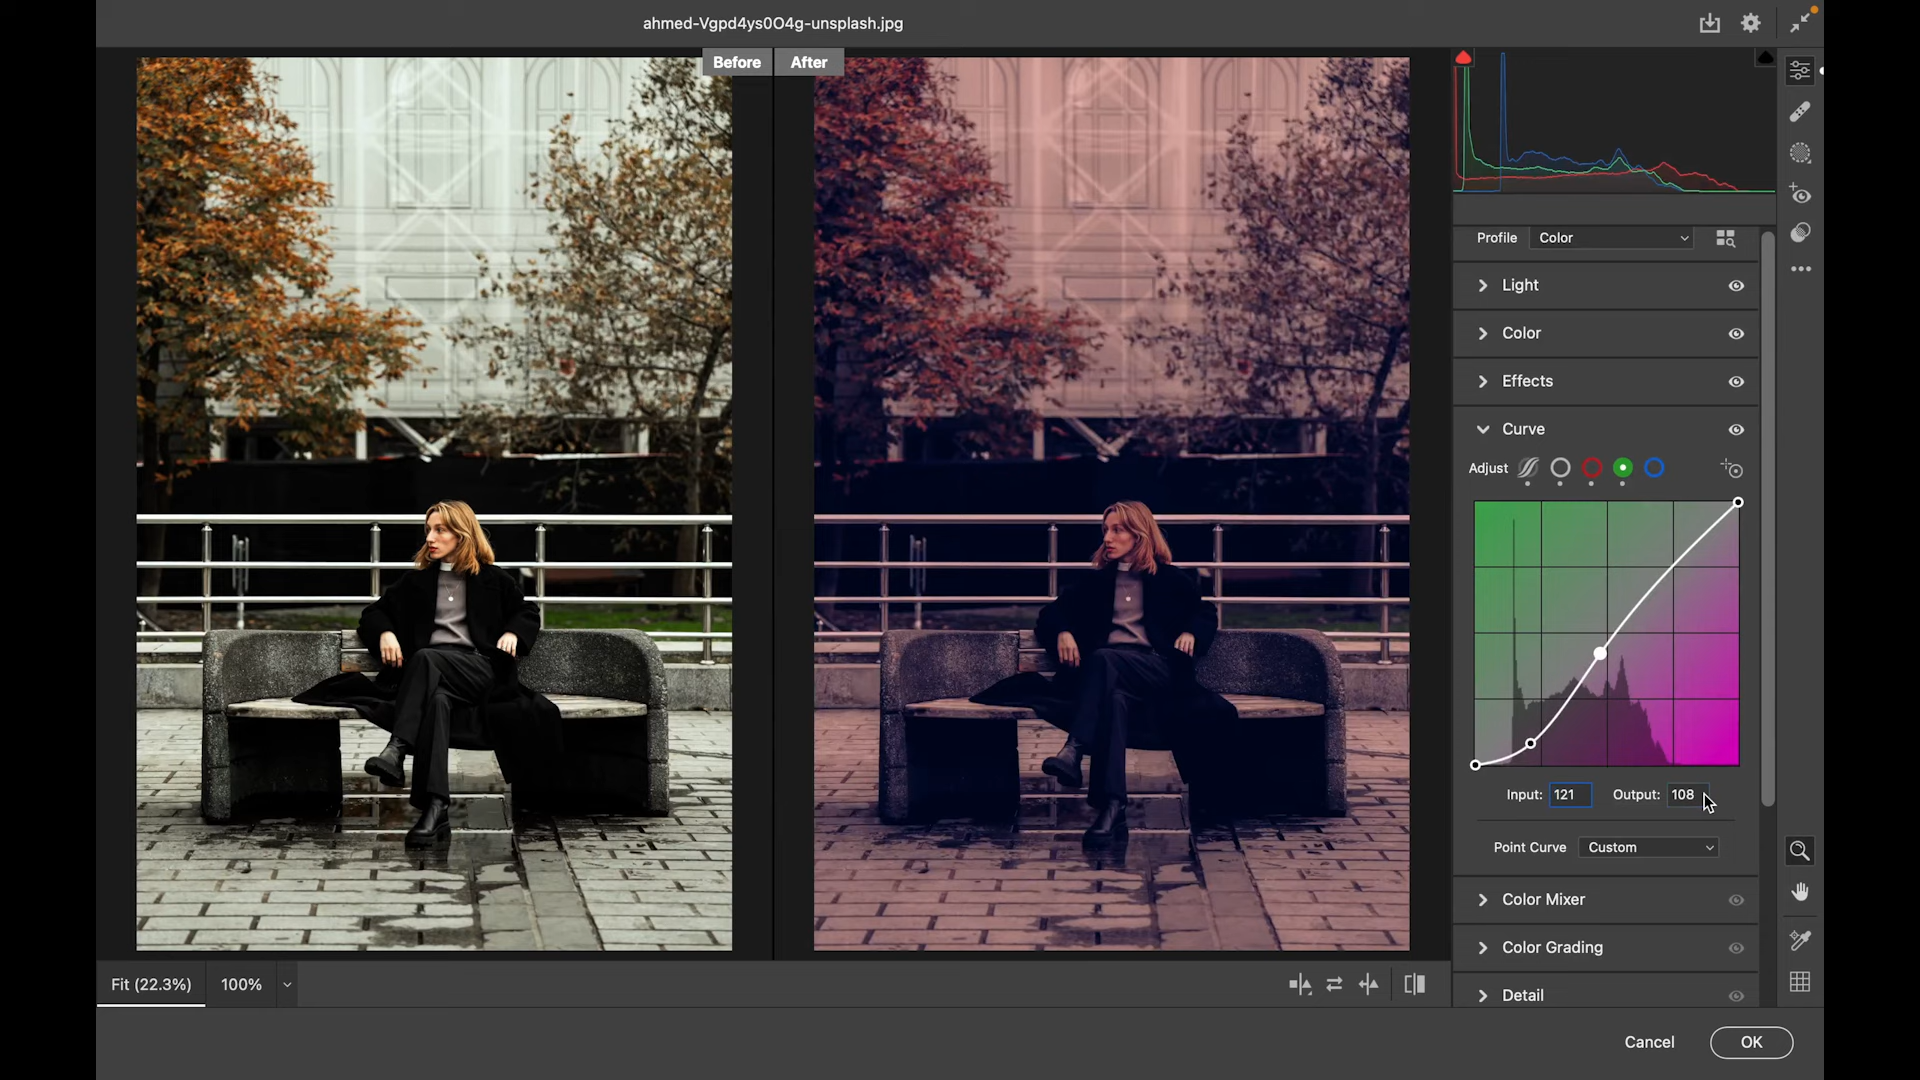 ahmed-Vgpd4ys0O4g-unsplash.jpg
Before
After
Profile
Color
Light
Color
Effects
Curve
Adjust
Input: 121 Output: 108
Point Curve Custom
Color Mixer
Color Grading
Detail
Fit (22.3%)
100%
Cancel
OK